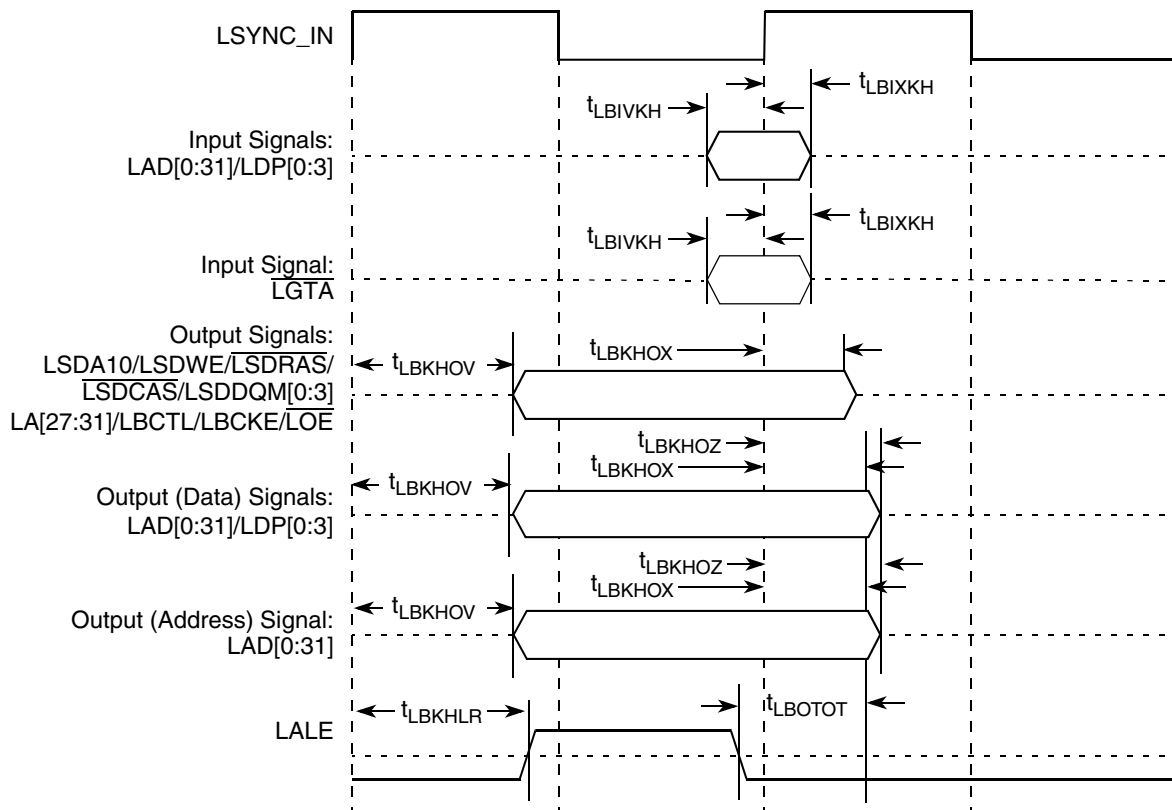 LSYNC_IN
tLBIXKH
tLBIVKH
Input Signals:
LAD[0:31]/LDP[0:3]
tLBIXKH
tLBIVKH
Input Signal:
LGTA
Output Signals:
LSDA10/LSDWE/LSDRAS/
LSDCAS/LSDDQM[0:3]
LA[27:31]/LBCTL/LBCKE/LOE
tLBKHOV
tLBKHOX
tLBKHOZ
tLBKHOX
tLBKHOV
Output (Data) Signals:
LAD[0:31]/LDP[0:3]
tLBKHOZ
tLBKHOX
tLBKHOV
Output (Address) Signal:
LAD[0:31]
tLBKHLR
tLBOTOT
LALE